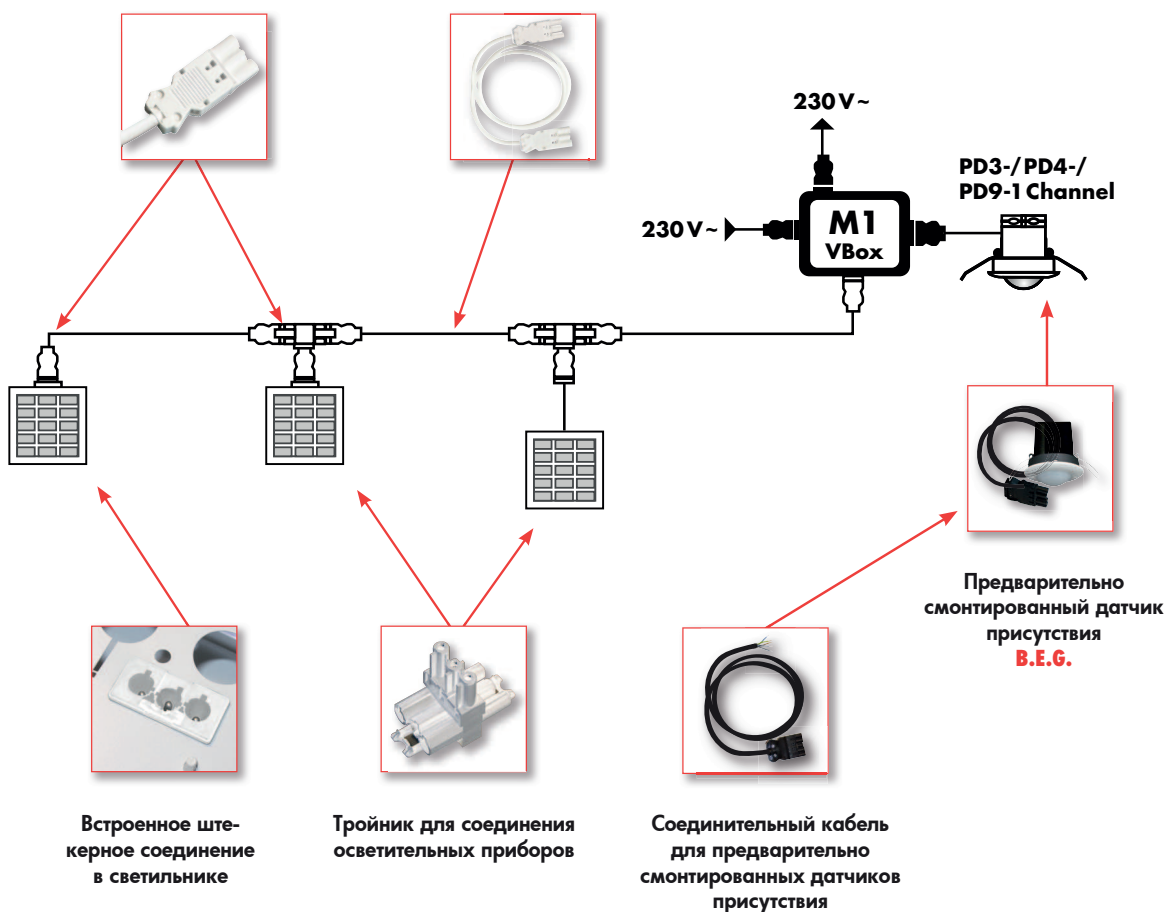 230 V~
PD3-/PD4-/
PD9-1 Channel
230 V~
M1
VBox
Предварительно
смонтированный датчик
присутствия
B.E.G.
Встроенное ште-
керное соединение
в светильнике
Тройник для соединения
осветительных приборов
Соединительный кабель
для предварительно
смонтированных датчиков
присутствия